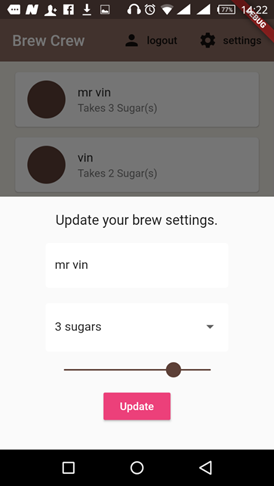 77% 14:22
DEBUG
Brew Crew logout settings
mr vin
Takes 3 Sugar(s)
vin
Takes 2 Sugar(s)
Update your brew settings.
mr vin
3 sugars
Update